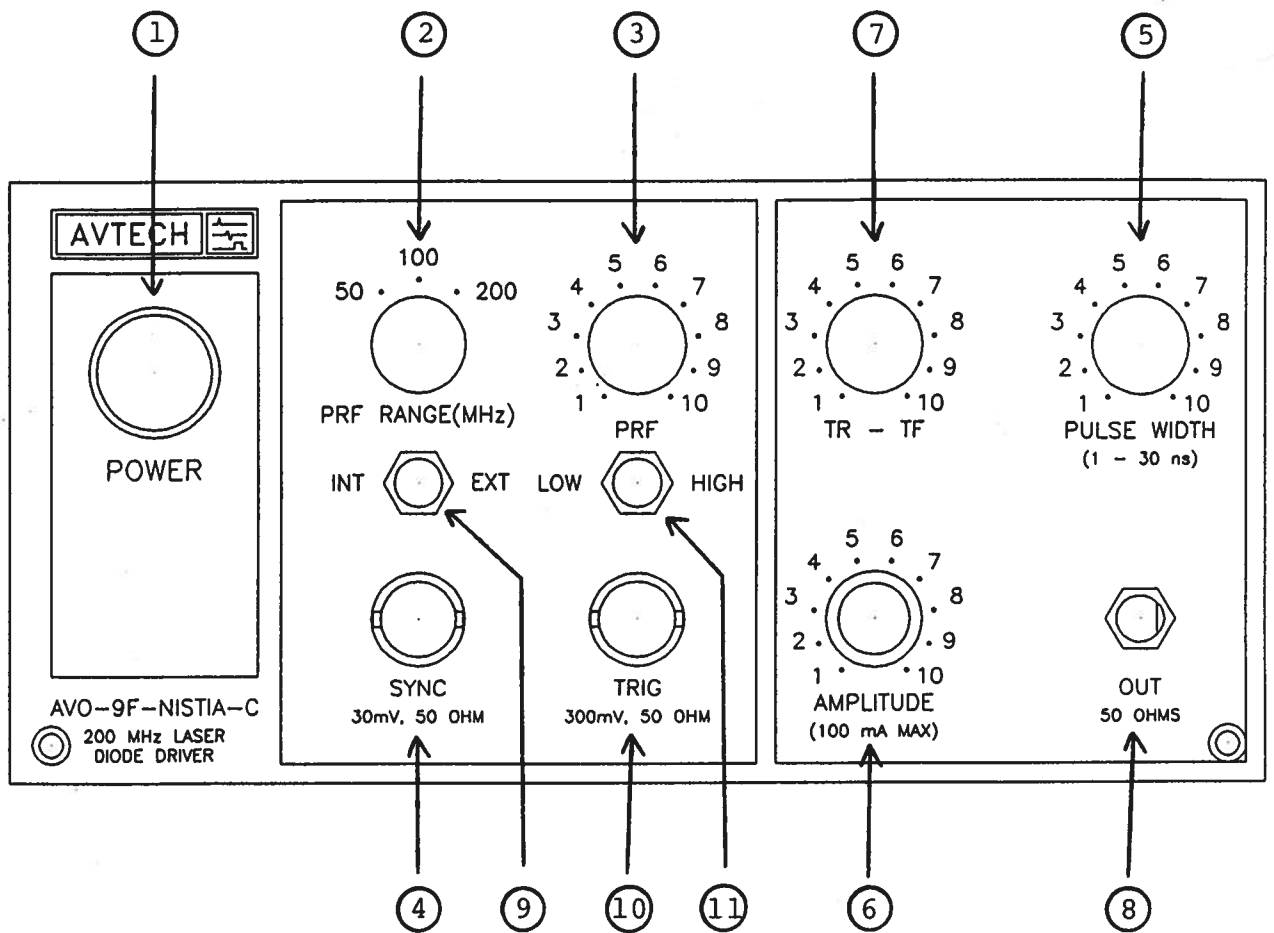 1 2 3 7 5
AVTECH
POWER
AVO-9F-NISTIA-C
200 MHz LASER
DIODE DRIVER
50 100 200
PRF RANGE(MHz)
1 2 3 4 5 6 7 8 9 10
PRF
INT EXT
LOW HIGH
SYNC
30mV, 50 OHM
TRIG
300mV, 50 OHM
1 2 3 4 5 6 7 8 9 10
TR - TF
1 2 3 4 5 6 7 8 9 10
PULSE WIDTH
(1 - 30 ns)
1 2 3 4 5 6 7 8 9 10
AMPLITUDE
(100 mA MAX)
OUT
50 OHMS
4 9 10 11 6 8